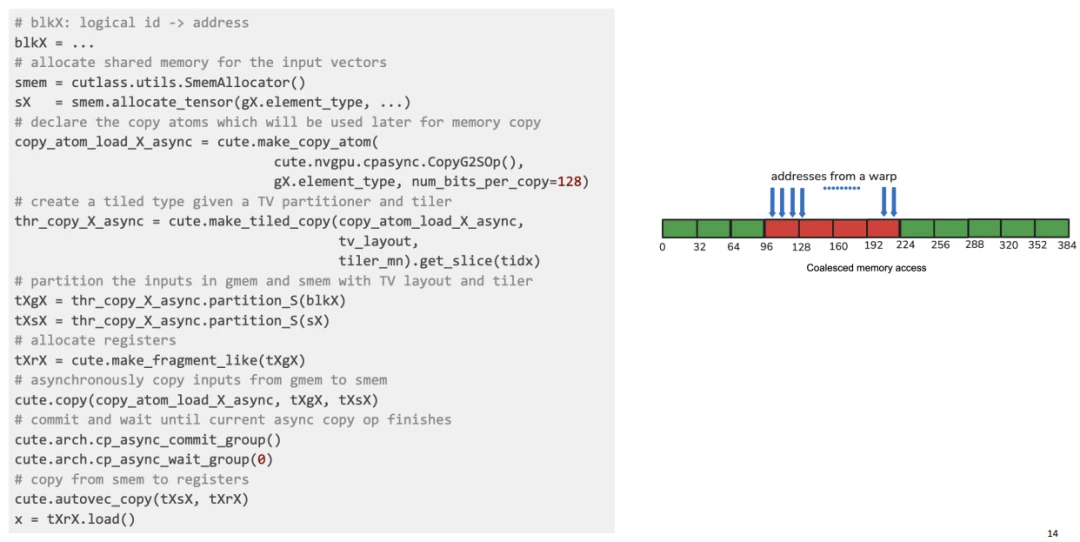 # blkX: logical id -> address
blkX = ...
# allocate shared memory for the input vectors
smem = cutlass.utils.SmemAllocator()
sX   = smem.allocate_tensor(gX.element_type, ...)
# declare the copy atoms which will be used later for memory copy
copy_atom_load_X_async = cute.make_copy_atom(
                              cute.nvgpu.cpasync.CopyG2SOp(),
                              gX.element_type, num_bits_per_copy=128)
# create a tiled type given a TV partitioner and tiler
thr_copy_X_async = cute.make_tiled_copy(copy_atom_load_X_async,
                                      tv_layout,
                                      tiler_mn).get_slice(tidx)
# partition the inputs in gmem and smem with TV layout and tiler
tXgX = thr_copy_X_async.partition_S(blkX)
tXsX = thr_copy_X_async.partition_S(sX)
# allocate registers
tXrX = cute.make_fragment_like(tXgX)
# asynchronously copy inputs from gmem to smem
cute.copy(copy_atom_load_X_async, tXgX, tXsX)
# commit and wait until current async copy op finishes
cute.arch.cp_async_commit_group()
cute.arch.cp_async_wait_group(0)
# copy from smem to registers
cute.autovec_copy(tXsX, tXrX)
x = tXrX.load()
addresses from a warp
0 32 64 96 128 160 192 224 256 288 320 352 384
Coalesced memory access
14